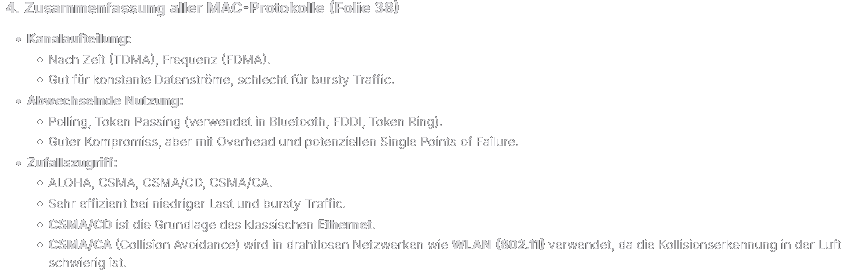 4. Zusammenfassung aller MAC-Protokolle (Folie 38)
Kanalaufteilung:
Nach Zeit (TDMA), Frequenz (FDMA).
Gut für konstante Datenströme, schlecht für bursty Traffic.
Abwechselnde Nutzung:
Polling, Token Passing (verwendet in Bluetooth, FDDI, Token Ring).
Guter Kompromiss, aber mit Overhead und potenziellen Single Points of Failure.
Zufallszugriff:
ALOHA, CSMA, CSMA/CD, CSMA/CA.
Sehr effizient bei niedriger Last und bursty Traffic.
CSMA/CD ist die Grundlage des klassischen Ethernet.
CSMA/CA (Collision Avoidance) wird in drahtlosen Netzwerken wie WLAN (802.11) verwendet, da die Kollisionserkennung in der Luft
schwierig ist.